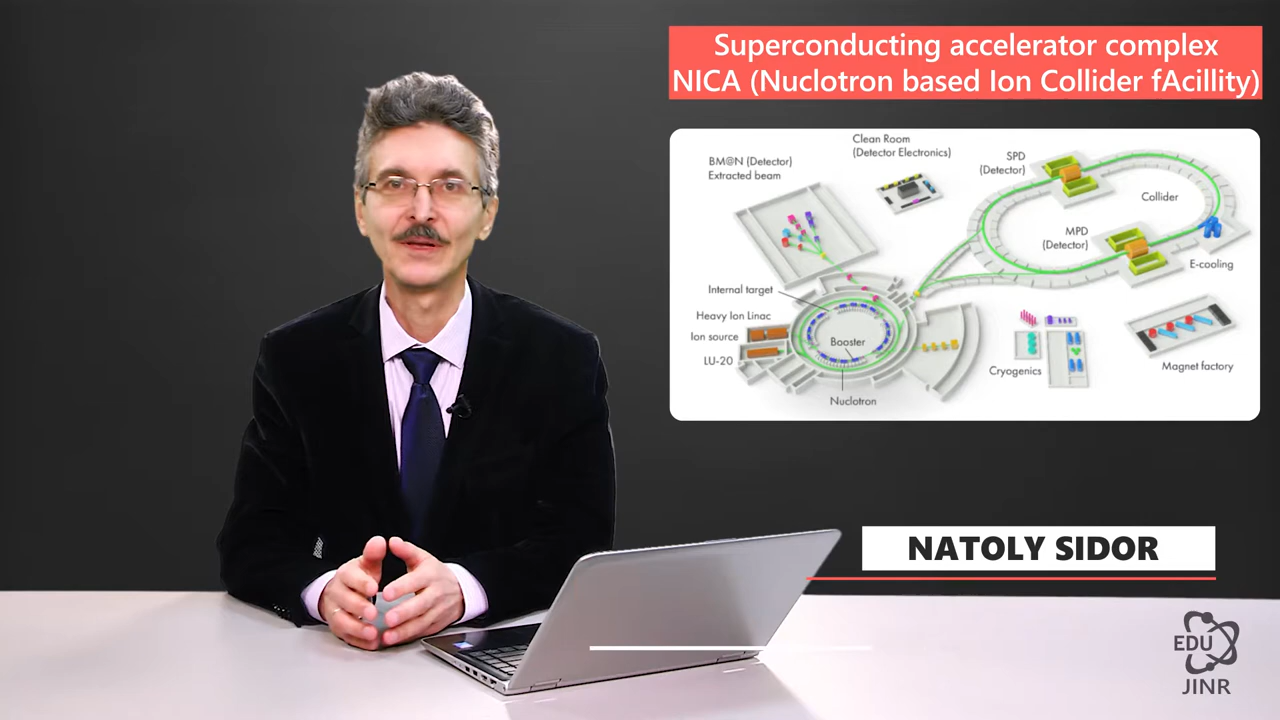 Superconducting accelerator complex
NICA (Nuclotron based Ion Collider fAcillity)
Clean Room
(Detector Electronics)
BM@N (Detector)
Extracted beam
SPD
(Detector)
Collider
MPD
(Detector)
E-cooling
Internal target
Heavy Ion Linac
Ion source
LU-20
Booster
Nuclotron
Cryogenics
Magnet factory
NATOLY SIDOR
EDU
JINR